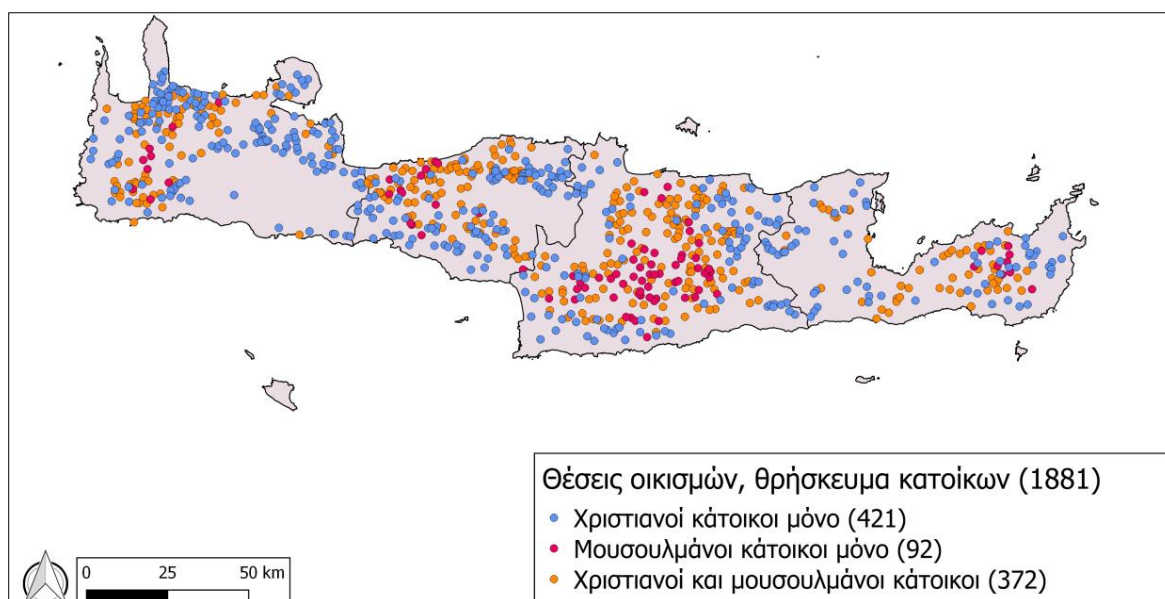 Θέσεις οικισμών, θρήσκευμα κατοίκων (1881)
Χριστιανοί κάτοικοι μόνο (421)
Μουσουλμάνοι κάτοικοι μόνο (92)
Χριστιανοί και μουσουλμάνοι κάτοικοι (372)
0 25 50 km